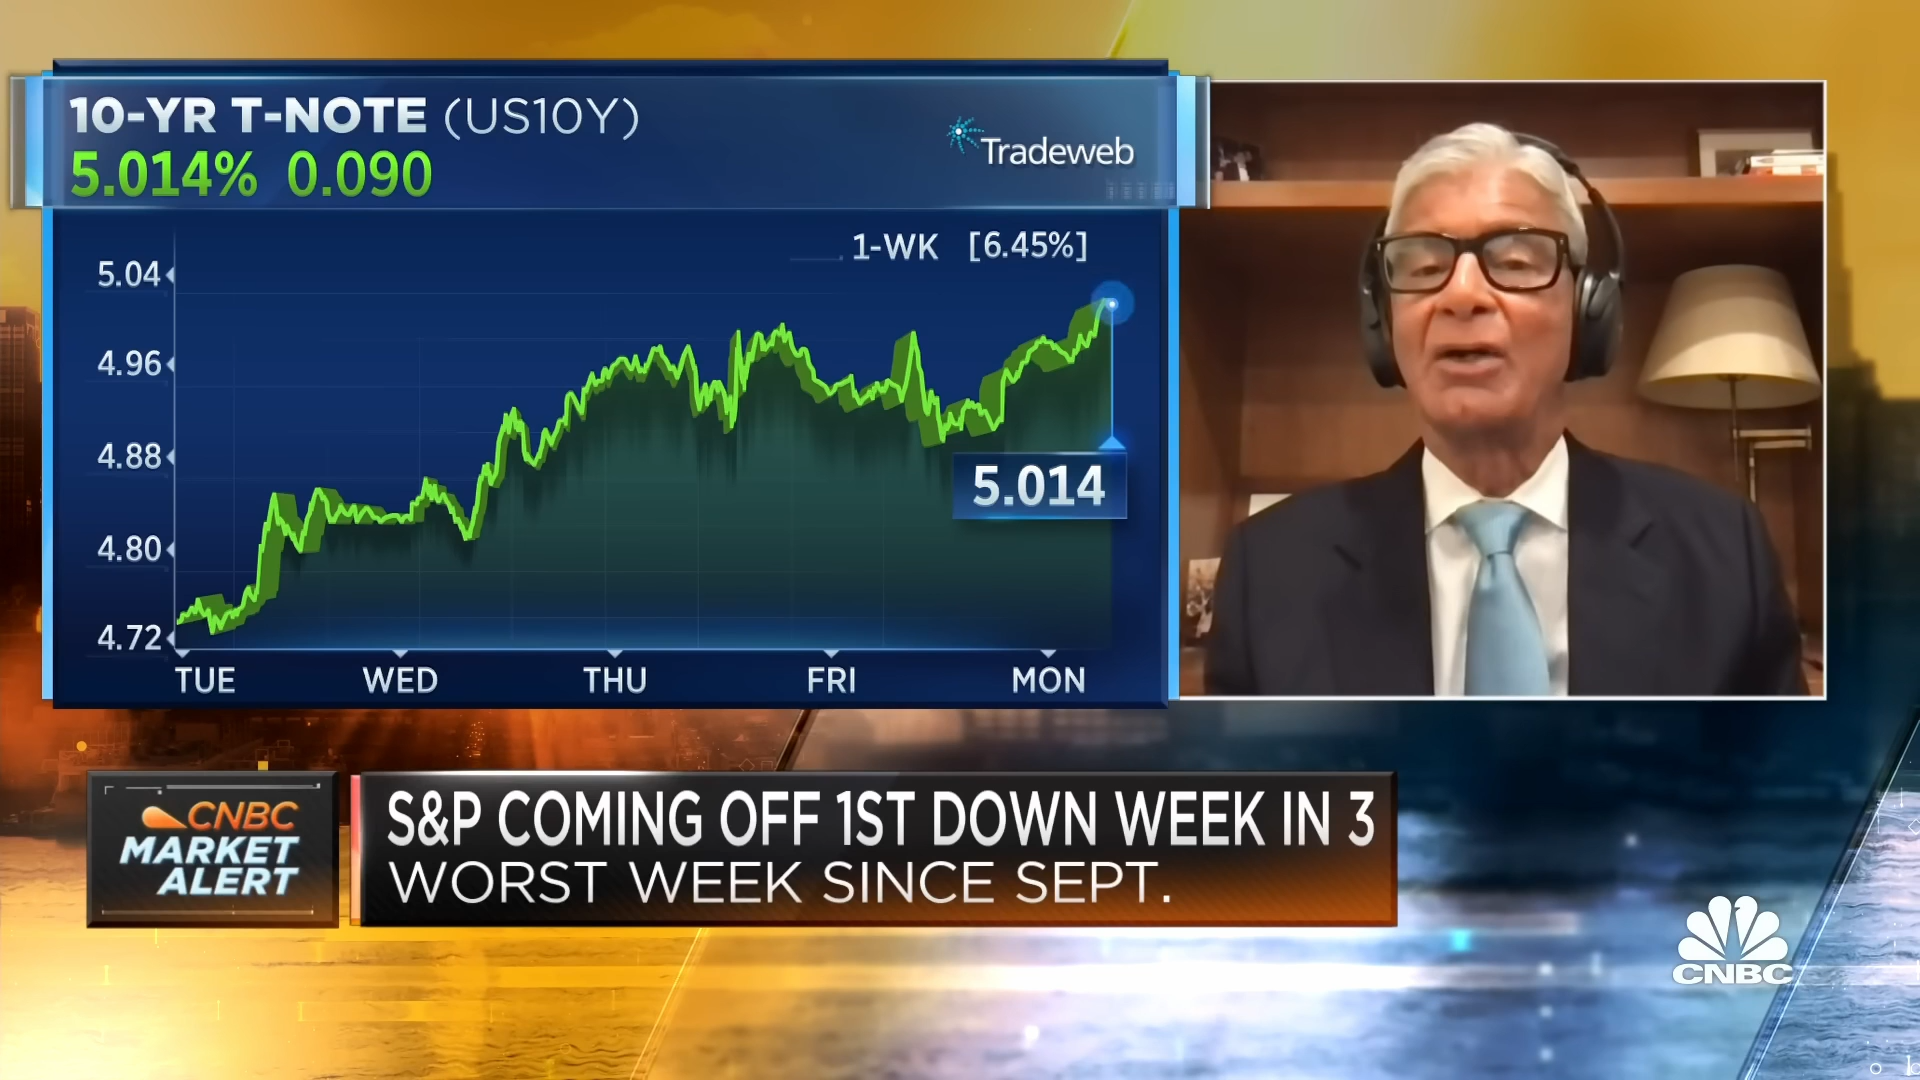 10-YR T-NOTE (US10Y)
5.014% 0.090
Tradeweb
1-WK [6.45%]
5.04
4.96
4.88
4.80
4.72
5.014
TUE WED THU FRI MON
CNBC
MARKET
ALERT
S&P COMING OFF 1ST DOWN WEEK IN 3
WORST WEEK SINCE SEPT.
CNBC